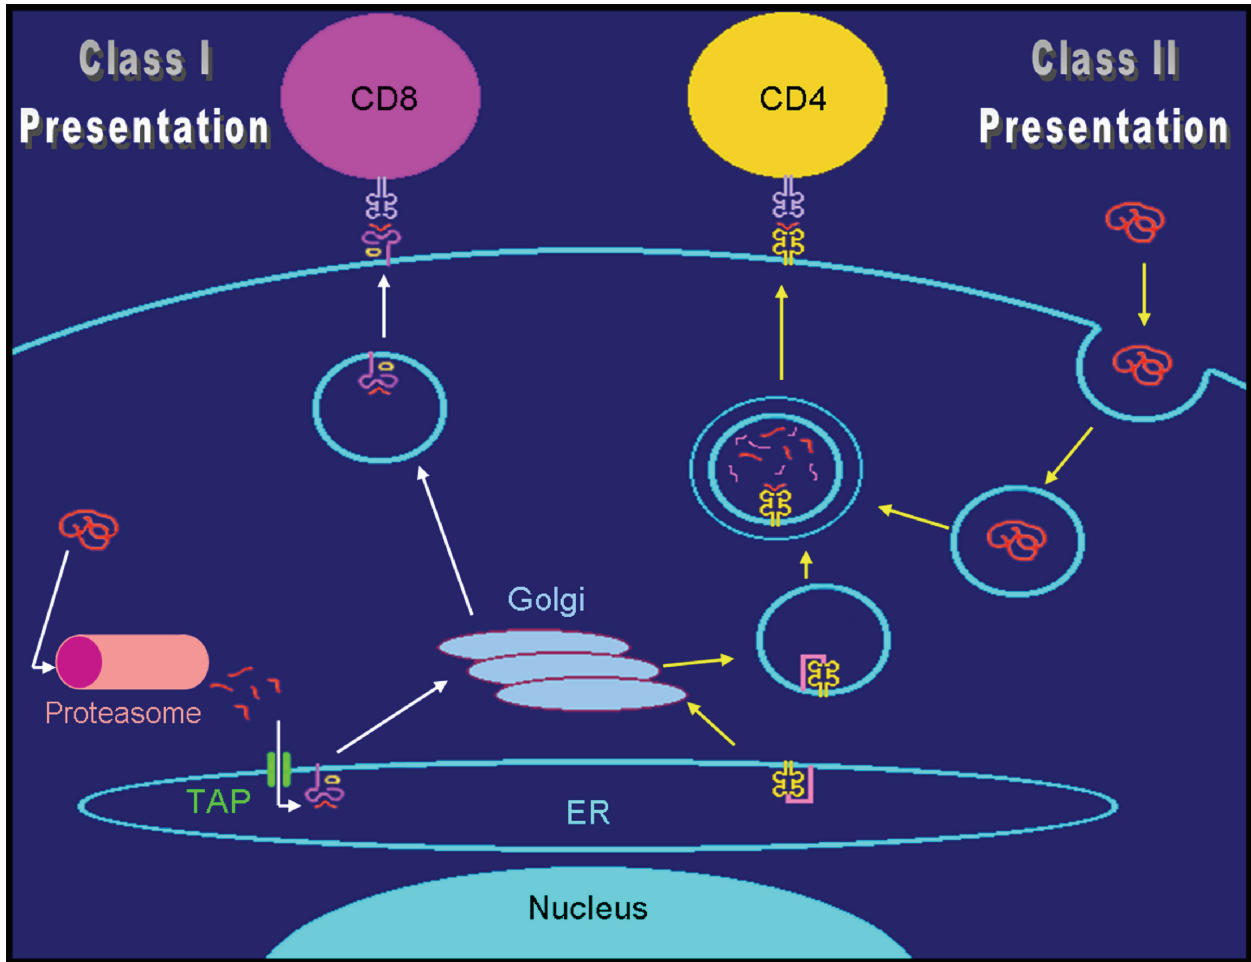 Class I
Presentation
CD8
CD4
Class II
Presentation
Golgi
Proteasome
TAP
ER
Nucleus